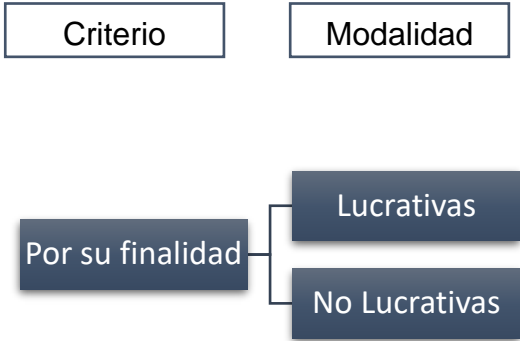 Criterio
Modalidad
Lucrativas
Por su finalidad
No Lucrativas